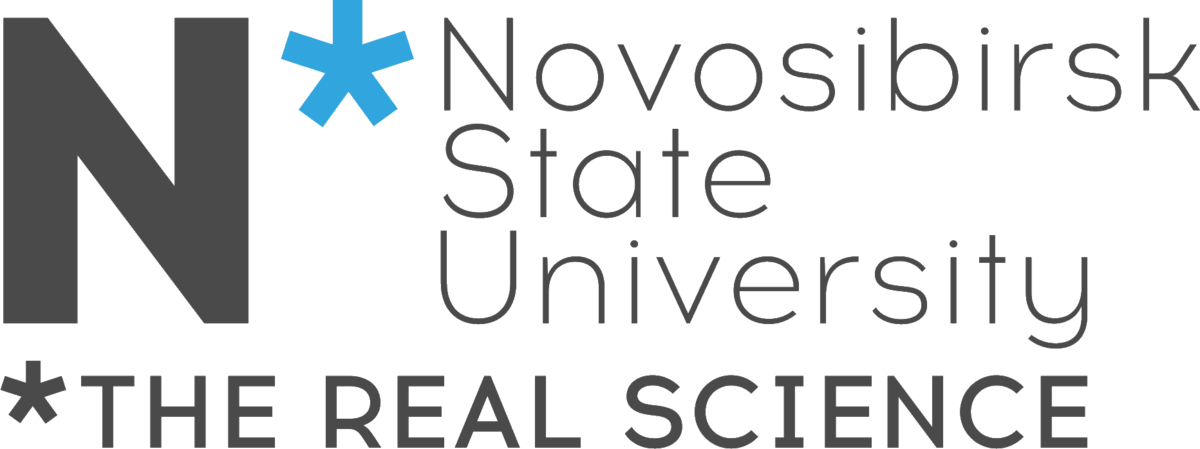 N* Novosibirsk
State
University
*THE REAL SCIENCE